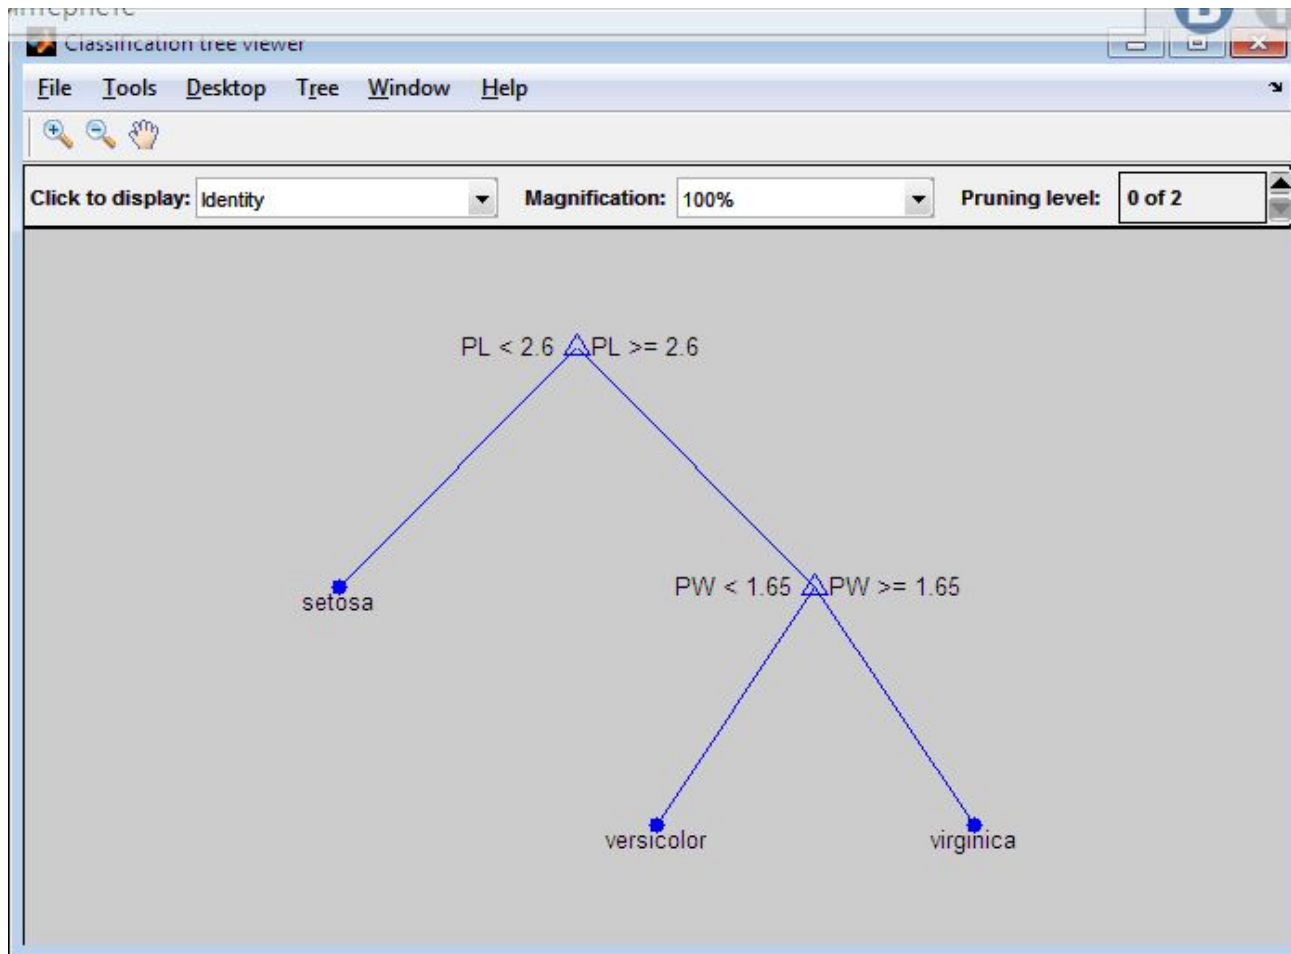 Classification tree viewer
File Tools Desktop Tree Window Help
Click to display: Identity Magnification: 100% Pruning level: 0 of 2
PL < 2.6 PL >= 2.6
setosa PW < 1.65 PW >= 1.65
versicolor virginica